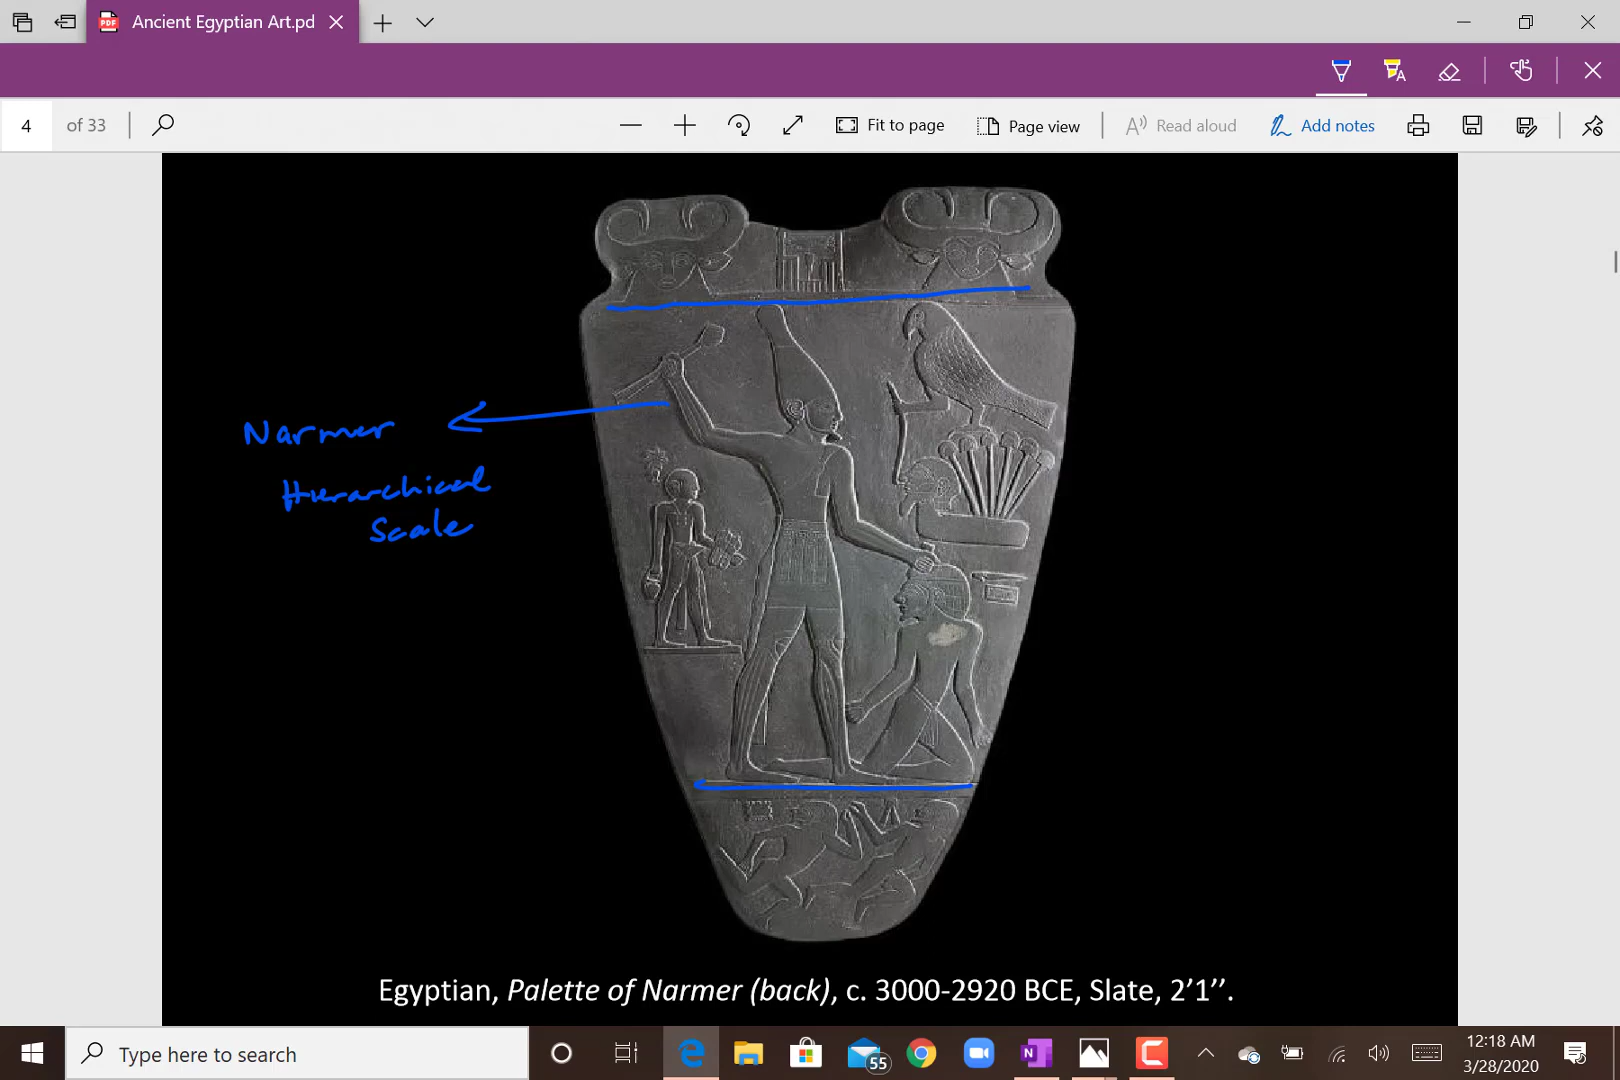 Ancient Egyptian Art.pd
4 of 33
Fit to page
Page view
Read aloud
Add notes
Narmer
Hierarchical
Scale
Egyptian, Palette of Narmer (back), c. 3000-2920 BCE, Slate, 2’1’’.
Type here to search
55
12:18 AM
3/28/2020